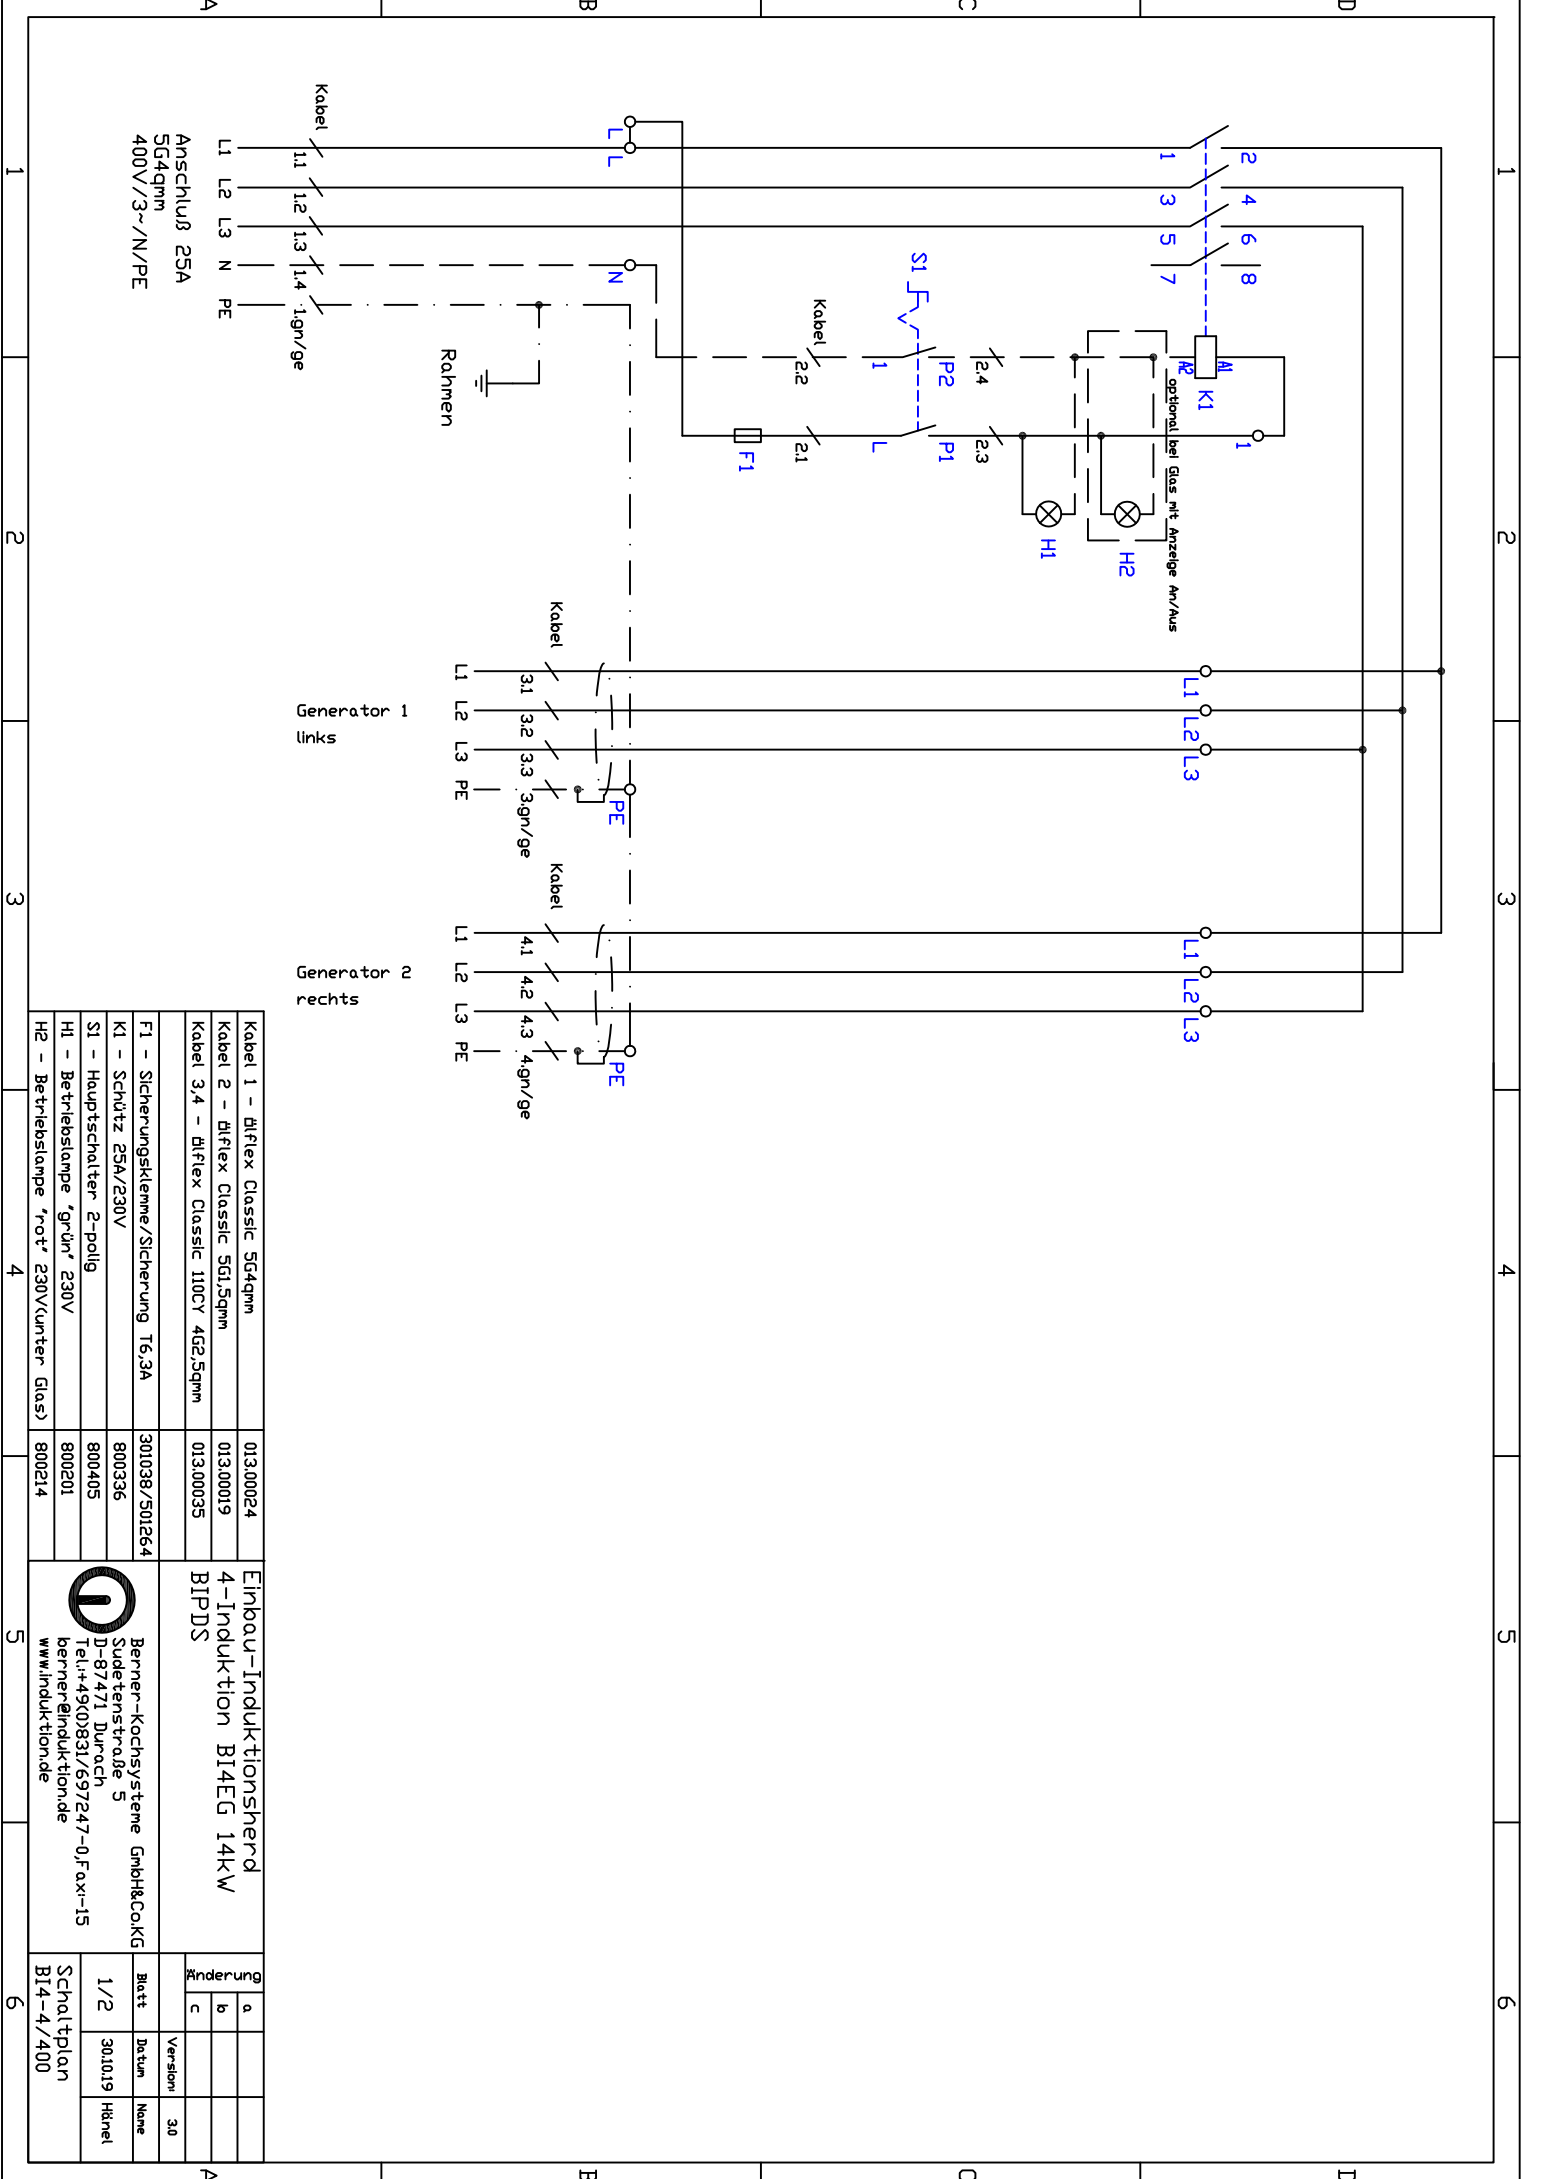 1
2
3
4
5
6
D
C
B
A
1
2
3
4
5
6
7
8
A1
A2
K1
1
optional bei Glas mit Anzeige An/Aus
H2
H1
2.4
2.3
P2
P1
S1
1
L
Kabel
2.2
2.1
F1
L
L
N
Kabel
1.1
1.2
1.3
1.4
1.gn/ge
L1
L2
L3
N
PE
Anschluß 25A
5G4qmm
400V/3~/N/PE
Rahmen
L1
L2
L3
PE
Kabel
3.1
3.2
3.3
3.gn/ge
L1
L2
L3
PE
Generator 1
links
L1
L2
L3
PE
Kabel
4.1
4.2
4.3
4.gn/ge
L1
L2
L3
PE
Generator 2
rechts
Kabel 1 - Ölflex Classic 5G4qmm 013.00024
Kabel 2 - Ölflex Classic 5G1,5qmm 013.00019
Kabel 3,4 - Ölflex Classic 110CY 4G2,5qmm 013.00035
F1 - Sicherungsklemme/Sicherung T6,3A 301038/501264
K1 - Schütz 25A/230V 800336
S1 - Hauptschalter 2-polig 800405
H1 - Betriebslampe "grün" 230V 800201
H2 - Betriebslampe "rot" 230V(unter Glas) 800214
Einbau-Induktionsherd
4-Induktion BI4EG 14kW
BIPDS
Berner-Kochsysteme GmbH&Co.KG
Sudetenstraße 5
D-87471 Durach
Tel.:+49(0)831/697247-0,Fax:-15
berner@induktion.de
www.induktion.de
Änderung
a
b
c
Version: 3.0
Blatt Datum Name
1/2 30.10.19 Hänel
Schaltplan
BI4-4/400
1
2
3
4
5
6
D
C
B
A